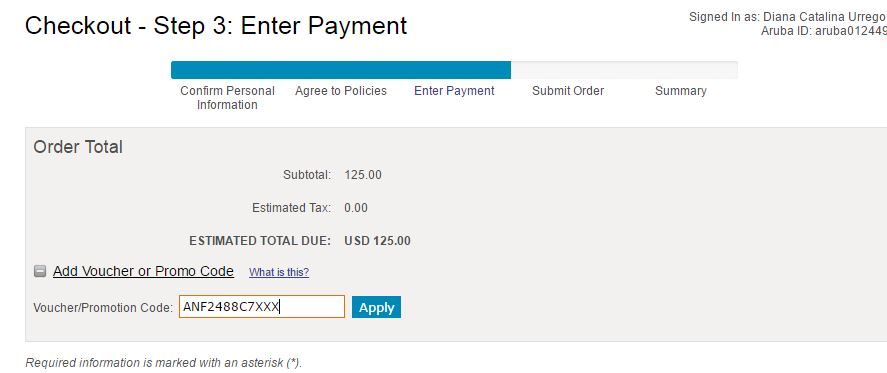 Checkout - Step 3: Enter Payment
Signed In as: Diana Catalina Urrego
Aruba ID: aruba012449
Confirm Personal Information
Agree to Policies
Enter Payment
Submit Order
Summary
Order Total
Subtotal: 125.00
Estimated Tax: 0.00
ESTIMATED TOTAL DUE: USD 125.00
Add Voucher or Promo Code What is this?
Voucher/Promotion Code: ANF2488C7XXX Apply
Required information is marked with an asterisk (*).